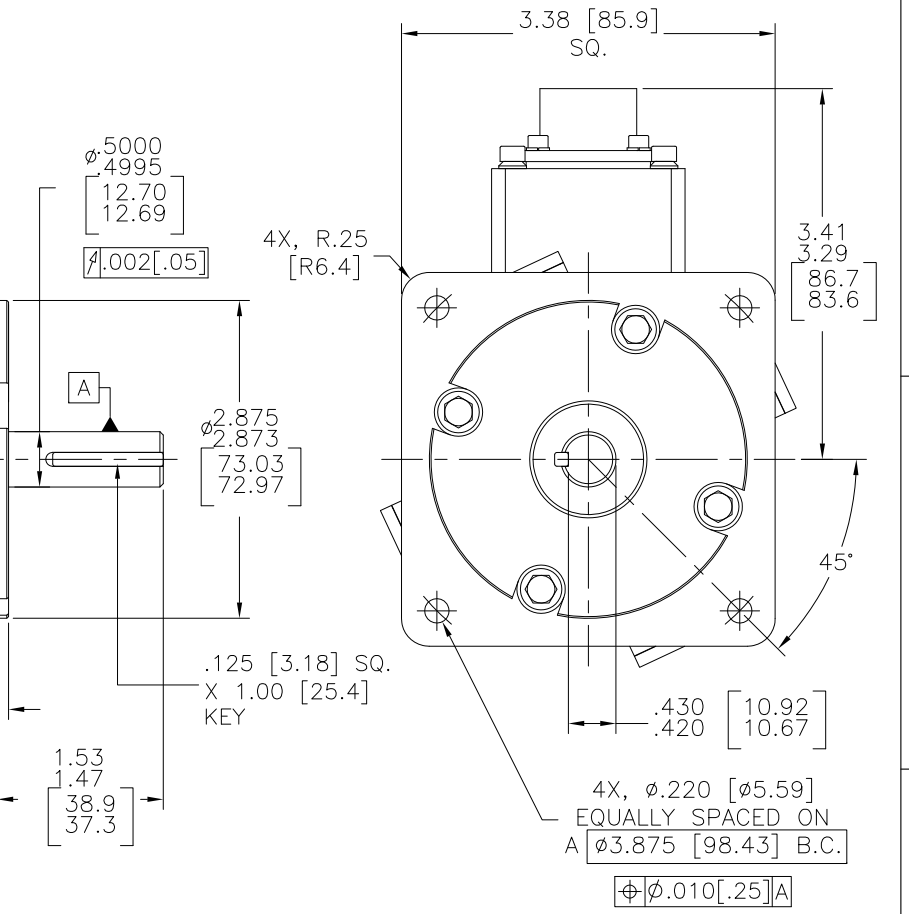 3.38 [85.9]
SQ.
⌀.5000
.4995
[12.70
12.69]
.002[.05]
4X, R.25
[R6.4]
3.41
3.29
[86.7
83.6]
A
⌀2.875
2.873
[73.03
72.97]
45°
.125 [3.18] SQ.
X 1.00 [25.4]
KEY
.430 [10.92
.420 10.67]
1.53
1.47
[38.9
37.3]
4X, ⌀.220 [⌀5.59]
EQUALLY SPACED ON
A ⌀3.875 [98.43] B.C.
⌖ ⌀.010[.25] A